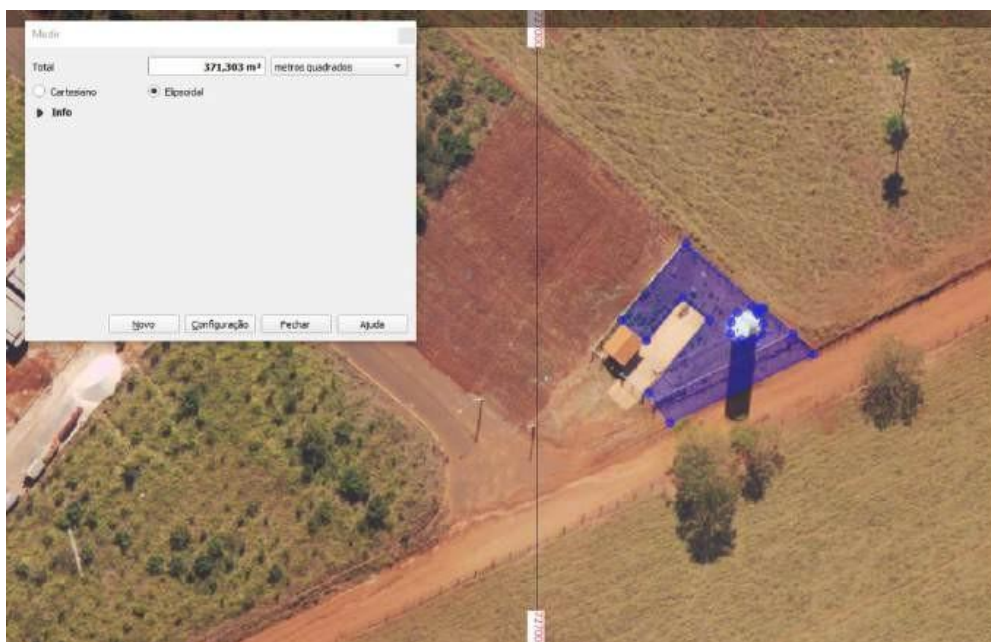 Medir
Total 371,303 m² metros quadrados
Cartesiano Elipsoidal
Info
Novo Configuração Fechar Ajuda